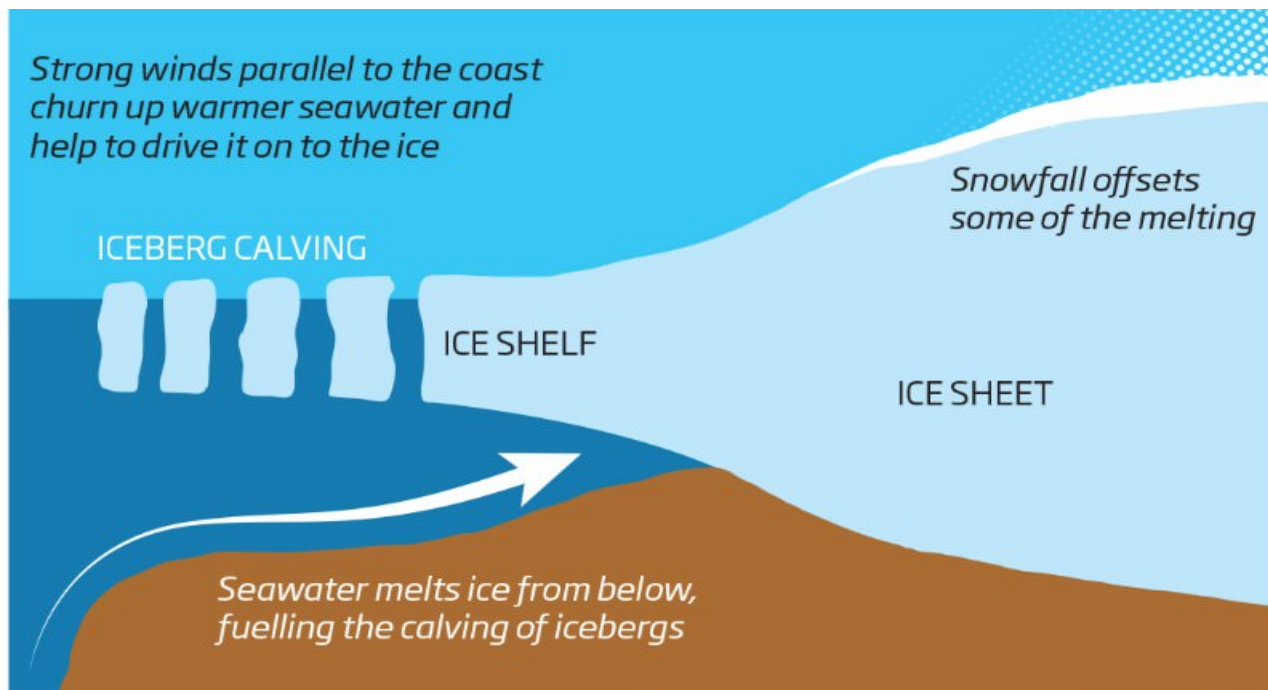 Strong winds parallel to the coast
churn up warmer seawater and
help to drive it on to the ice
Snowfall offsets
some of the melting
ICEBERG CALVING
ICE SHELF
ICE SHEET
Seawater melts ice from below,
fuelling the calving of icebergs